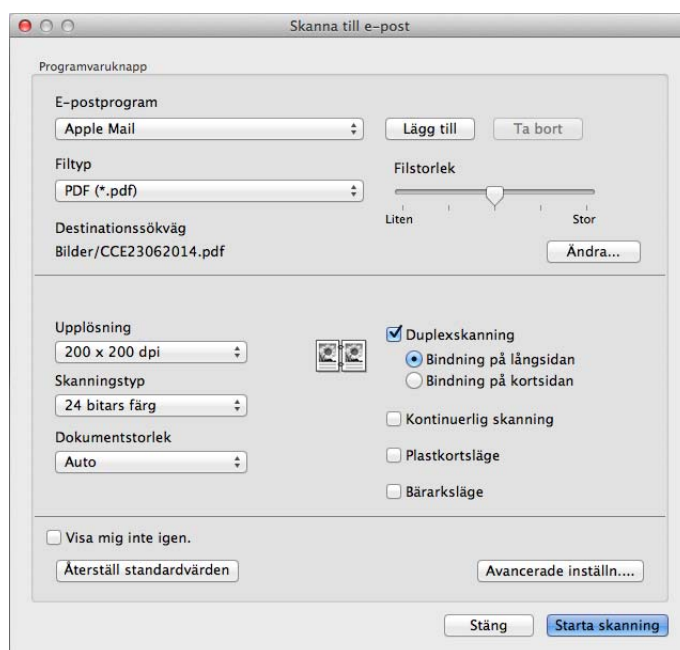 Skanna till e-post
Programvaruknapp
E-postprogram
Apple Mail
Lägg till
Ta bort
Filtyp
PDF (*.pdf)
Filstorlek
Liten
Stor
Destinationssökväg
Bilder/CCE23062014.pdf
Ändra...
Upplösning
200 x 200 dpi
Skanningstyp
24 bitars färg
Dokumentstorlek
Auto
Duplexskanning
Bindning på långsidan
Bindning på kortsidan
Kontinuerlig skanning
Plastkortsläge
Bärarksläge
Visa mig inte igen.
Återställ standardvärden
Avancerade inställn....
Stäng
Starta skanning